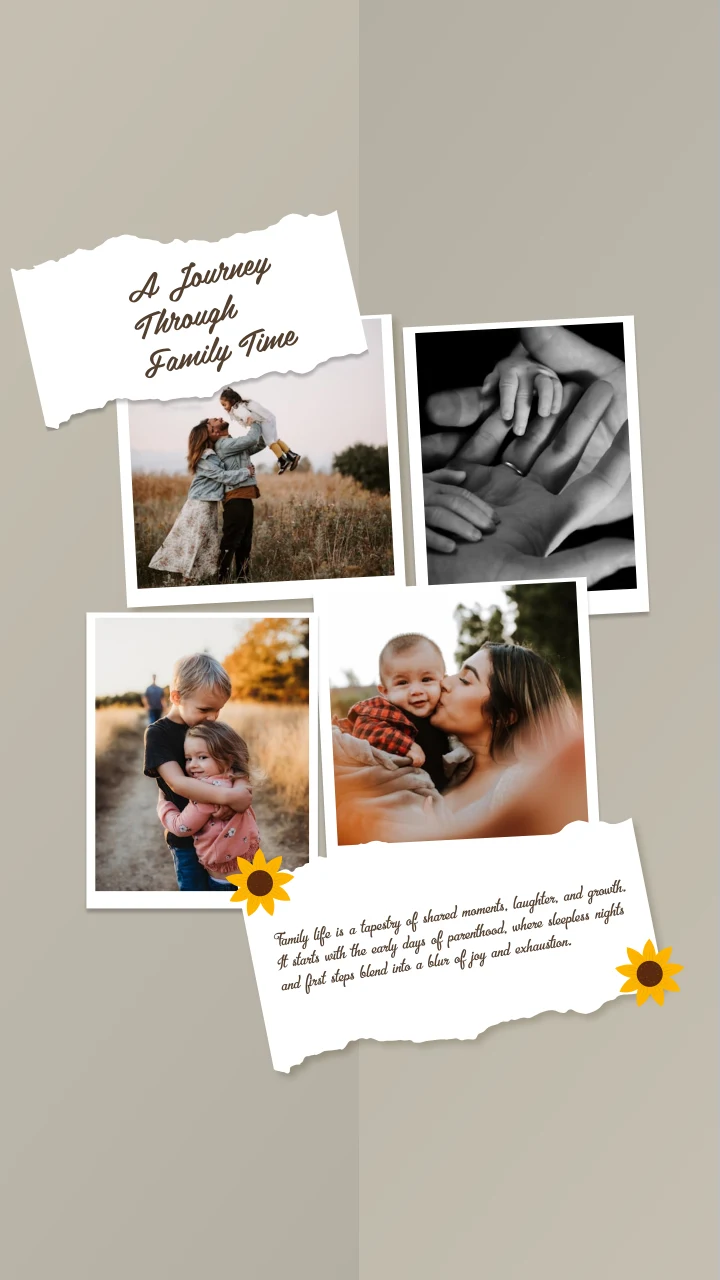 A Journey
Through
Family Time
Family life is a tapestry of shared moments, laughter, and growth.
It starts with the early days of parenthood, where sleepless nights
and first steps blend into a blur of joy and exhaustion.